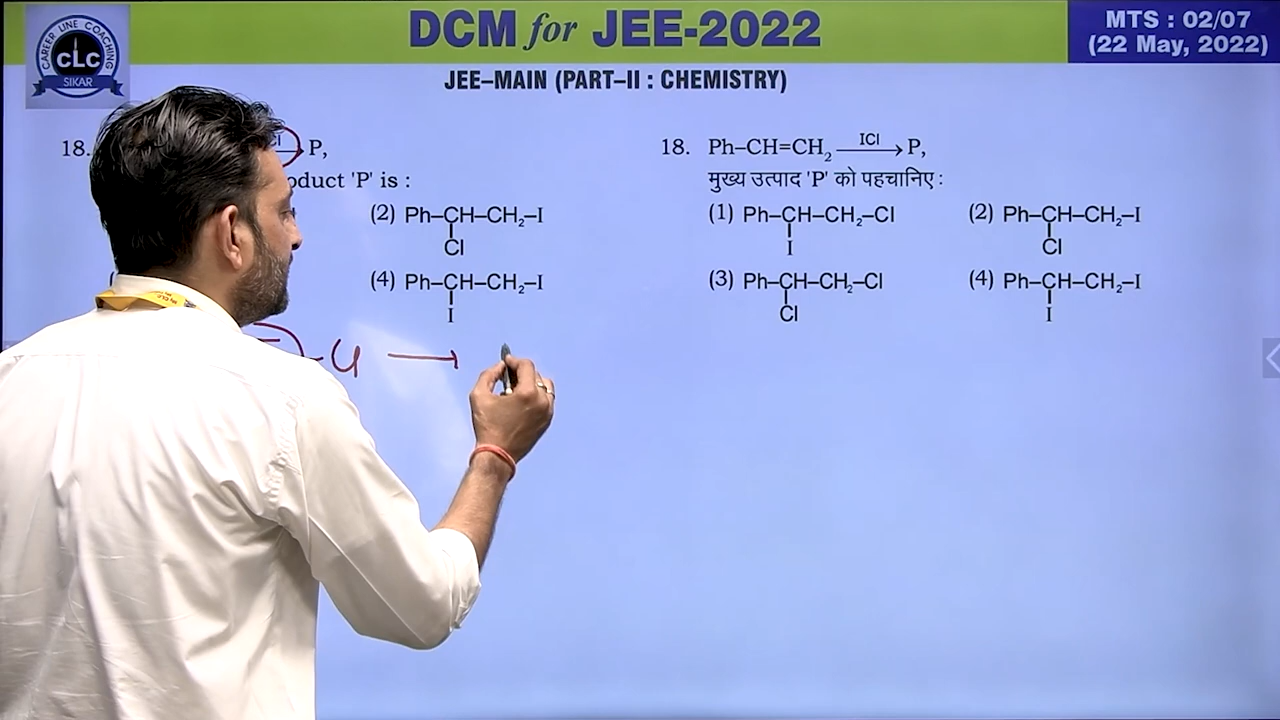 CAREER LINE COACHING
CLC
SIKAR
DCM for JEE-2022
MTS : 02/07
(22 May, 2022)
JEE–MAIN (PART–II : CHEMISTRY)
18.
P,
'P' is :
(2) Ph–CH–CH₂–I
Cl
(4) Ph–CH–CH₂–I
I
18. Ph–CH=CH₂ ICl P,
मुख्य उत्पाद 'P' को पहचानिए :
(1) Ph–CH–CH₂–Cl
I
(2) Ph–CH–CH₂–I
Cl
(3) Ph–CH–CH₂–Cl
Cl
(4) Ph–CH–CH₂–I
I